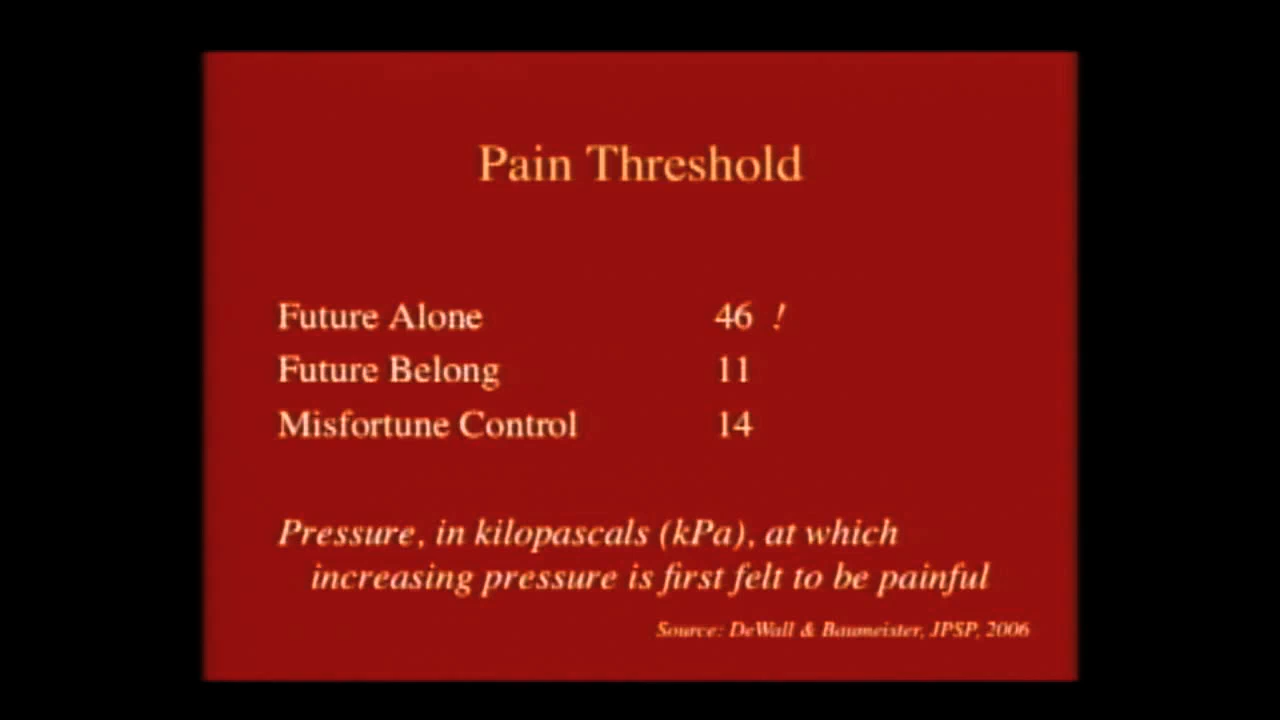 Pain Threshold
Future Alone 46 !
Future Belong 11
Misfortune Control 14
Pressure, in kilopascals (kPa), at which
increasing pressure is first felt to be painful
Source: DeWall & Baumeister, JPSP, 2006